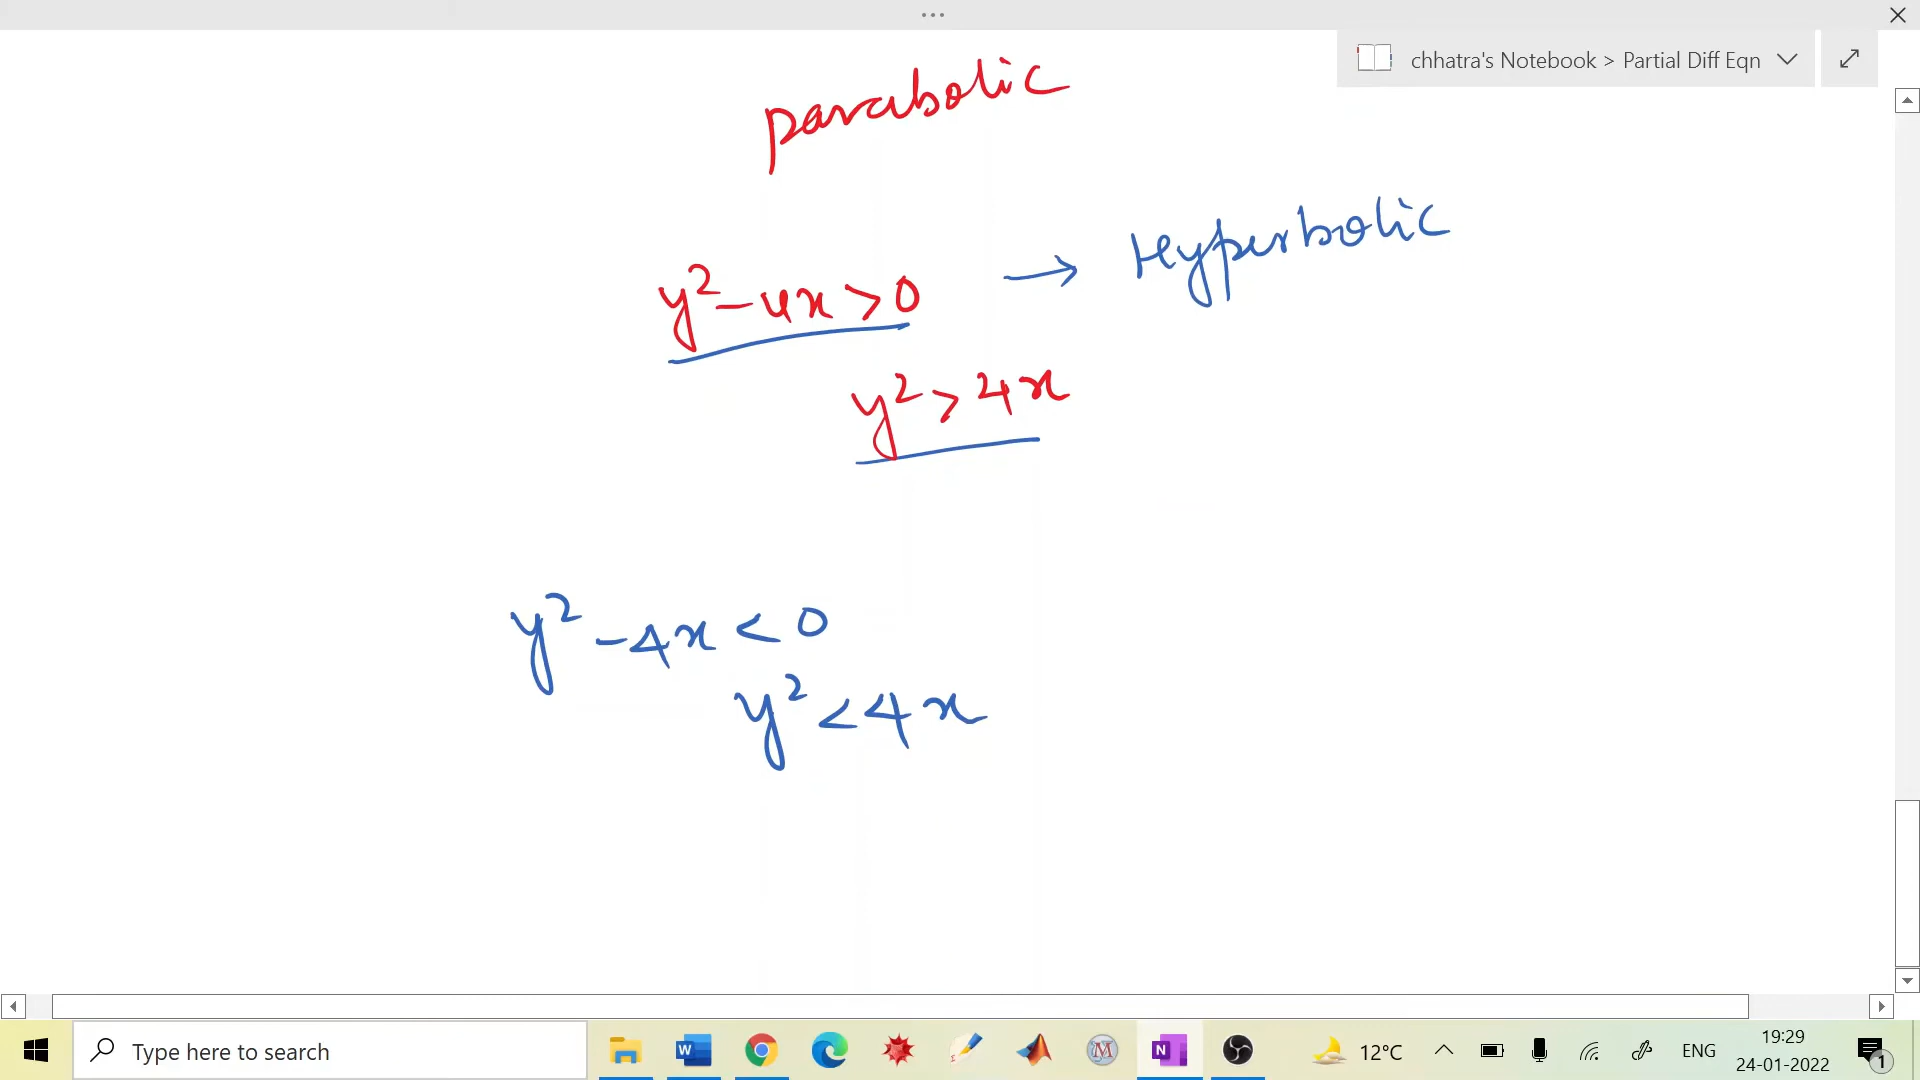 chhatra's Notebook > Partial Diff Eqn
parabolic
y² - 4x > 0 → Hyperbolic
y² > 4x
y² - 4x < 0
y² < 4x
Type here to search
W
M
N
12°C
ENG
19:29
24-01-2022
1